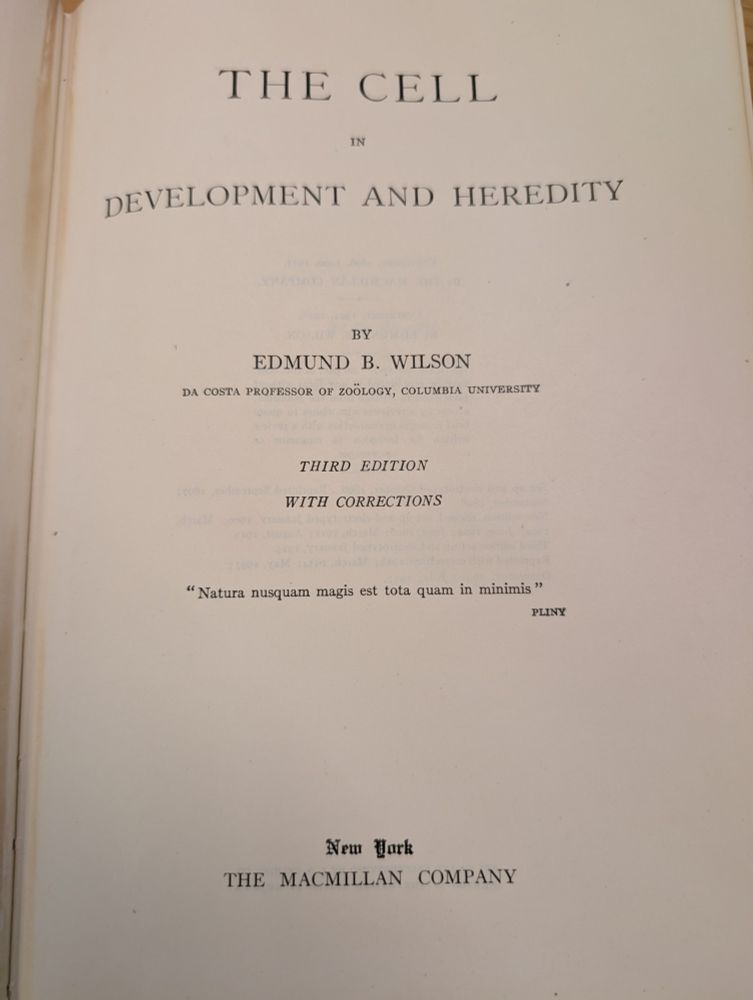 THE CELL
IN
DEVELOPMENT AND HEREDITY
BY
EDMUND B. WILSON
DA COSTA PROFESSOR OF ZOÖLOGY, COLUMBIA UNIVERSITY
THIRD EDITION
WITH CORRECTIONS
“Natura nusquam magis est tota quam in minimis”
PLINY
New York
THE MACMILLAN COMPANY